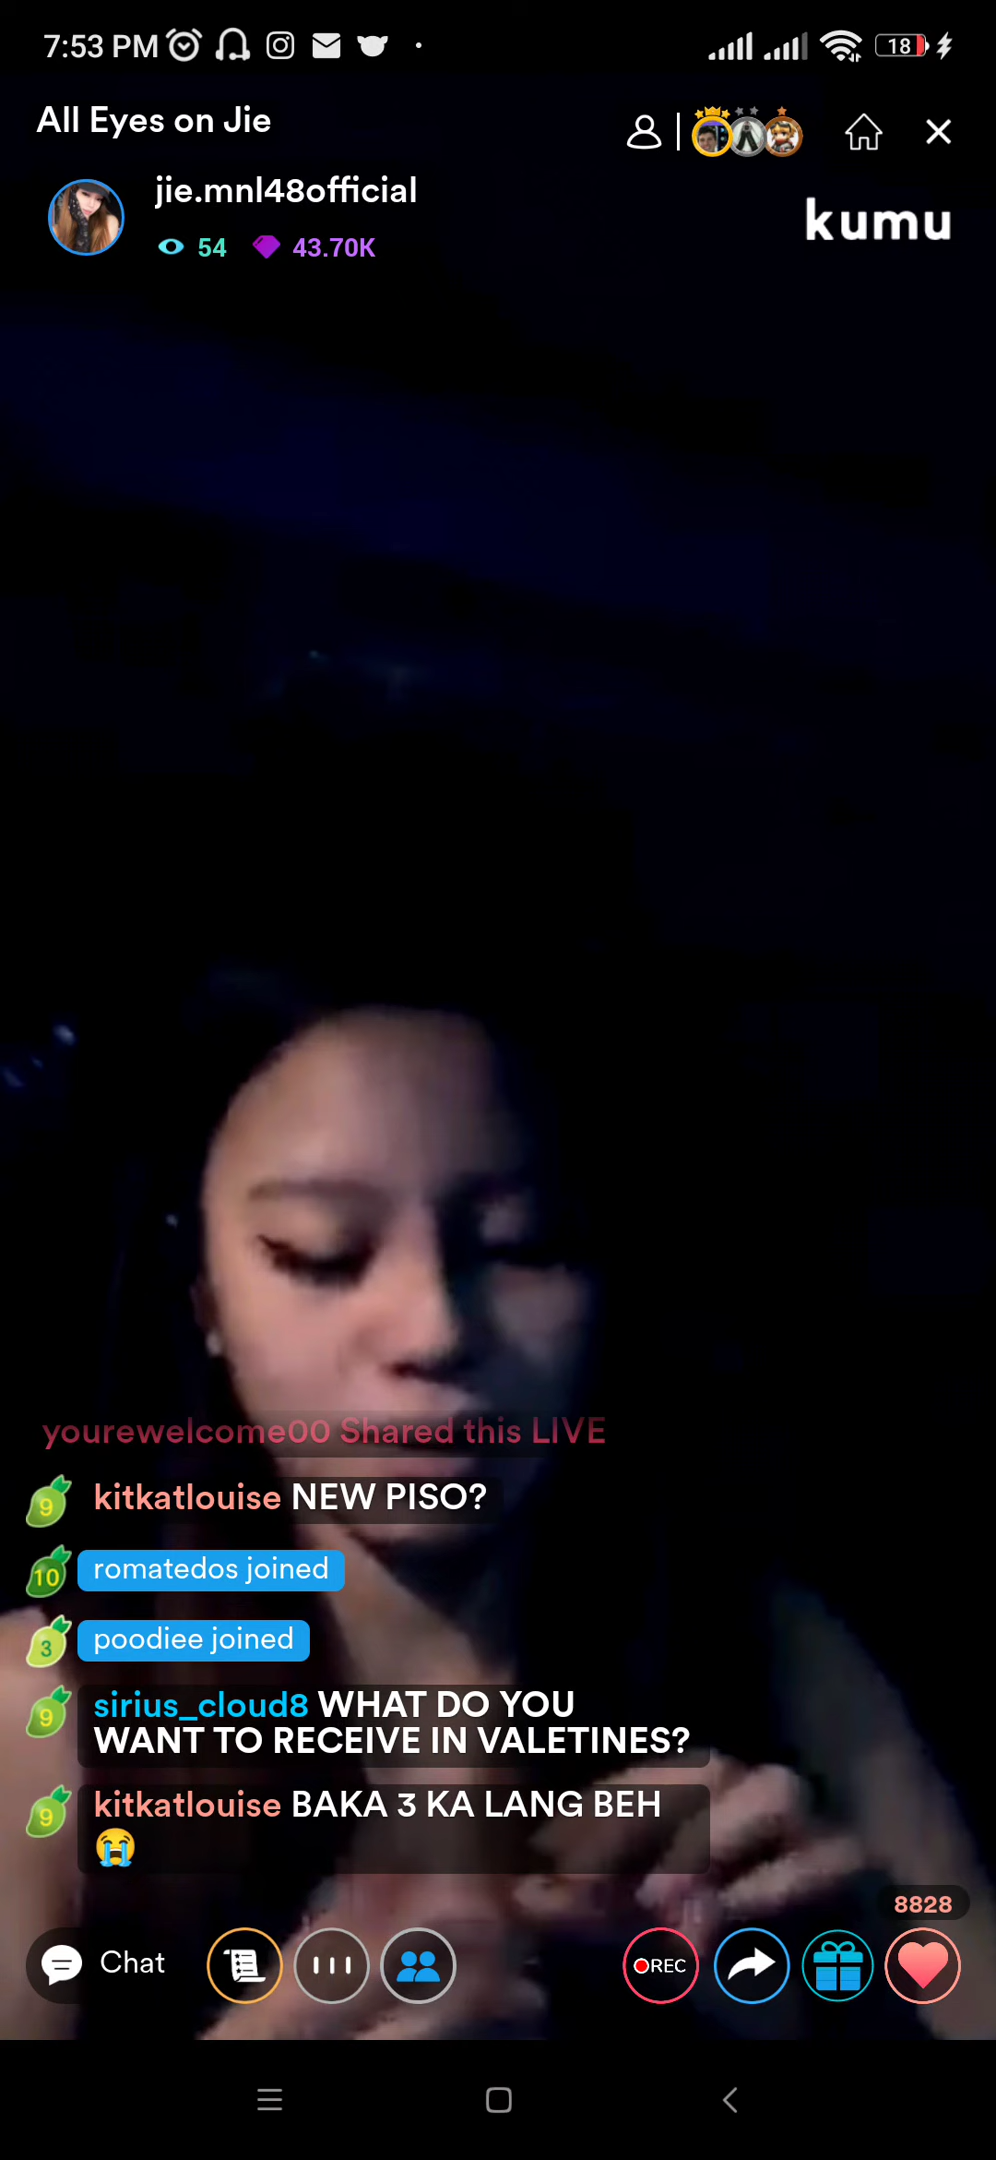 7:53 PM
18
All Eyes on Jie
jie.mnl48official
54 43.70K
kumu
yourewelcome00 Shared this LIVE
9 kitkatlouise NEW PISO?
10 romatedos joined
3 poodiee joined
9 sirius_cloud8 WHAT DO YOU
WANT TO RECEIVE IN VALETINES?
9 kitkatlouise BAKA 3 KA LANG BEH
😭
8828
Chat
REC